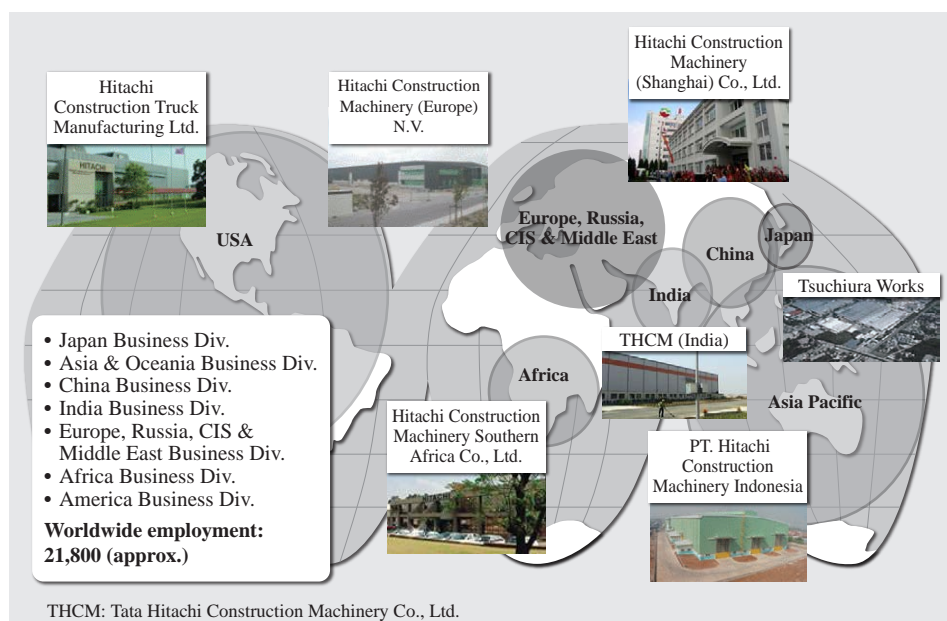 Hitachi
Construction Truck
Manufacturing Ltd.
HITACHI
Hitachi Construction
Machinery (Europe)
N.V.
Hitachi Construction
Machinery
(Shanghai) Co., Ltd.
USA
Europe, Russia,
CIS & Middle East
China
Japan
India
Tsuchiura Works
THCM (India)
Africa
Asia Pacific
Hitachi Construction
Machinery Southern
Africa Co., Ltd.
PT. Hitachi
Construction
Machinery Indonesia
• Japan Business Div.
• Asia & Oceania Business Div.
• China Business Div.
• India Business Div.
• Europe, Russia, CIS &
Middle East Business Div.
• Africa Business Div.
• America Business Div.
Worldwide employment:
21,800 (approx.)
THCM: Tata Hitachi Construction Machinery Co., Ltd.